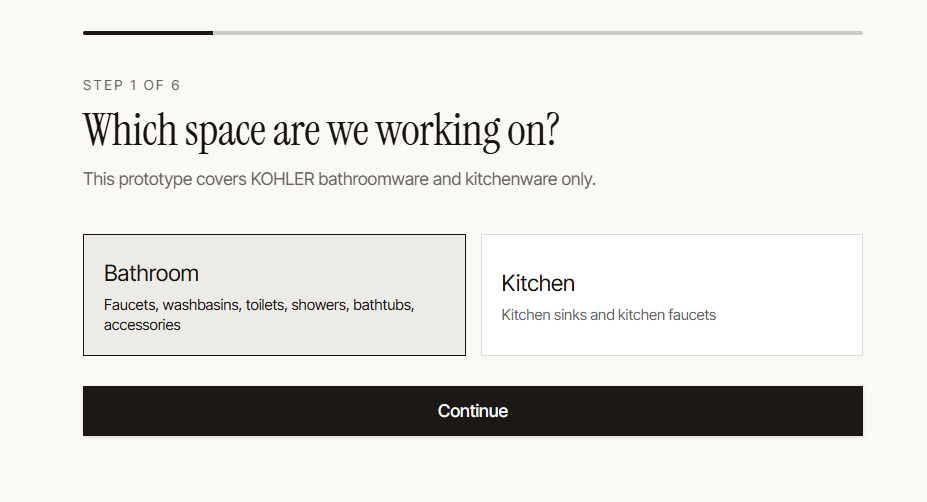 STEP 1 OF 6
Which space are we working on?
This prototype covers KOHLER bathroomware and kitchenware only.
Bathroom
Faucets, washbasins, toilets, showers, bathtubs,
accessories
Kitchen
Kitchen sinks and kitchen faucets
Continue